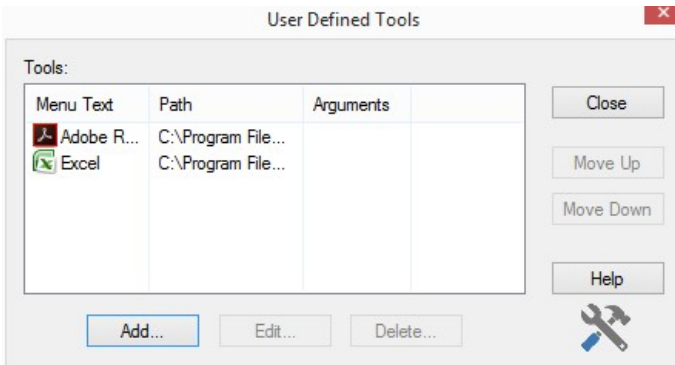 User Defined Tools
Tools:
Menu Text Path Arguments
Adobe R... C:\Program File...
Excel C:\Program File...
Close
Move Up
Move Down
Help
Add... Edit... Delete...